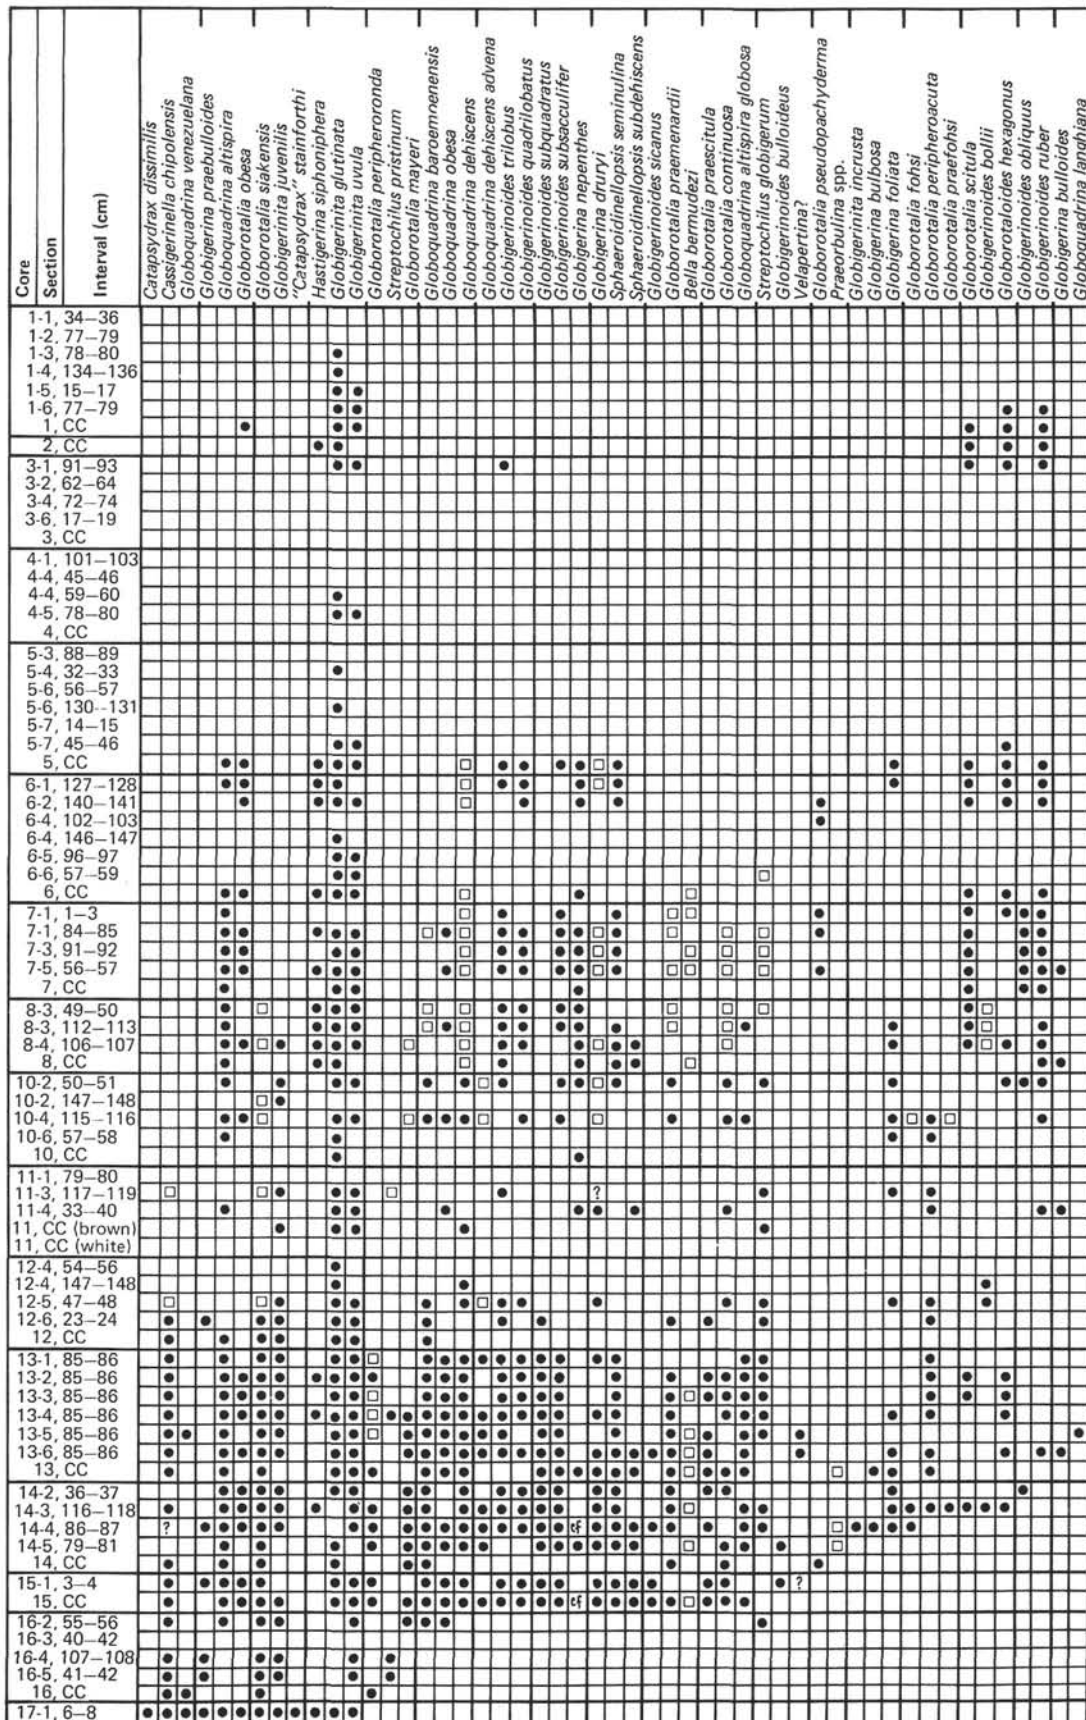 Core
Section
Interval (cm)
Catapsydrax dissimilis
Cassigerinella chipolensis
Globoquadrina venezuelana
Globigerina praebulloides
Globoquadrina altispira
Globorotalia obesa
Globorotalia siakensis
Globigerinita juvenilis
"Catapsydrax" stainforthi
Hastigerina siphoniphera
Globigerinita glutinata
Globigerinita uvula
Globorotalia peripheroronda
Streptochilus pristinum
Globorotalia mayeri
Globoquadrina baroemoenensis
Globoquadrina obesa
Globoquadrina dehiscens
Globoquadrina dehiscens advena
Globigerinoides trilobus
Globigerinoides quadrilobatus
Globigerinoides subquadratus
Globigerinoides subsacculifer
Globigerina nepenthes
Globigerina druryi
Sphaeroidinellopsis seminulina
Sphaeroidinellopsis subdehiscens
Globigerinoides sicanus
Globorotalia praemenardii
Bella bermudezi
Globorotalia praescitula
Globorotalia continuosa
Globoquadrina altispira globosa
Streptochilus globigerum
Globigerinoides bulloideus
Velapertina?
Globorotalia pseudopachyderma
Praeorbulina spp.
Globigerinita incrusta
Globigerina bulbosa
Globigerina foliata
Globorotalia fohsi
Globorotalia peripheroacuta
Globorotalia praefohsi
Globorotalia scitula
Globigerinoides bollii
Globorotaloides hexagonus
Globigerinoides obliquus
Globigerinoides ruber
Globigerina bulloides
Globoquadrina langhiana
1-1, 34–36
1-2, 77–79
1-3, 78–80
1-4, 134–136
1-5, 15–17
1-6, 77–79
1, CC
2, CC
3-1, 91–93
3-2, 62–64
3-4, 72–74
3-6, 17–19
3, CC
4-1, 101–103
4-4, 45–46
4-4, 59–60
4-5, 78–80
4, CC
5-3, 88–89
5-4, 32–33
5-6, 56–57
5-6, 130–131
5-7, 14–15
5-7, 45–46
5, CC
6-1, 127–128
6-2, 140–141
6-4, 102–103
6-4, 146–147
6-5, 96–97
6-6, 57–59
6, CC
7-1, 1–3
7-1, 84–85
7-3, 91–92
7-5, 56–57
7, CC
8-3, 49–50
8-3, 112–113
8-4, 106–107
8, CC
10-2, 50–51
10-2, 147–148
10-4, 115–116
10-6, 57–58
10, CC
11-1, 79–80
11-3, 117–119 ?
11-4, 33–40
11, CC (brown)
11, CC (white)
12-4, 54–56
12-4, 147–148
12-5, 47–48
12-6, 23–24
12, CC
13-1, 85–86
13-2, 85–86
13-3, 85–86
13-4, 85–86
13-5, 85–86
13-6, 85–86
13, CC
14-2, 36–37
14-3, 116–118
14-4, 86–87 ? cf
14-5, 79–81
14, CC
15-1, 3–4 ?
15, CC cf
16-2, 55–56
16-3, 40–42
16-4, 107–108
16-5, 41–42
16, CC
17-1, 6–8